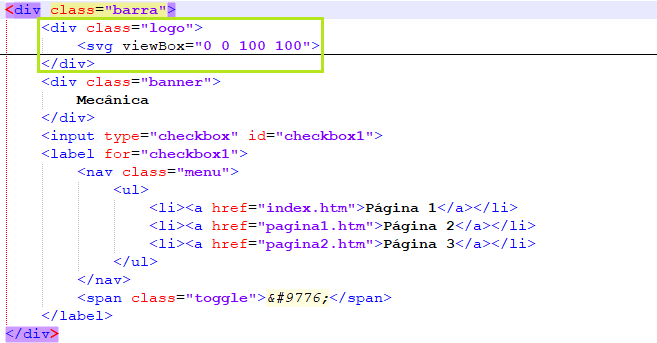 <div class="barra">
<div class="logo">
<svg viewBox="0 0 100 100">
</div>
<div class="banner">
Mecânica
</div>
<input type="checkbox" id="checkbox1">
<label for="checkbox1">
<nav class="menu">
<ul>
<li><a href="index.htm">Página 1</a></li>
<li><a href="pagina1.htm">Página 2</a></li>
<li><a href="pagina2.htm">Página 3</a></li>
</ul>
</nav>
<span class="toggle">&#9776;</span>
</label>
</div>